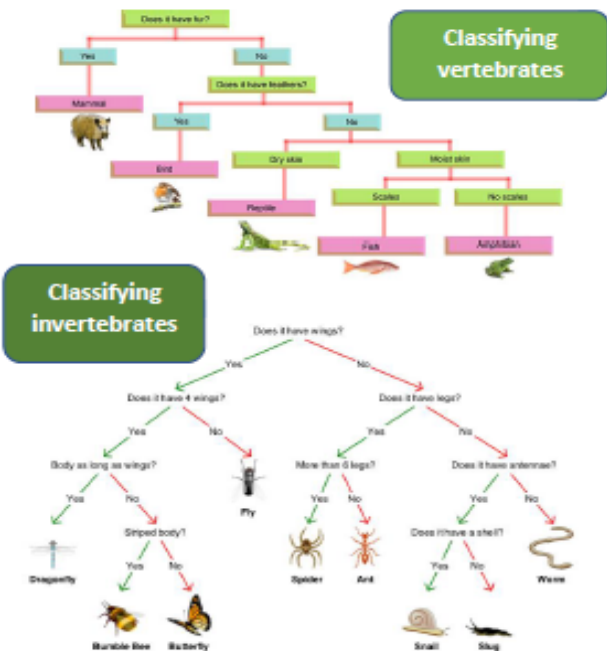 Does it have fur?
Classifying
vertebrates
Yes
No
Mammal
Does it have feathers?
Yes
No
Bird
Dry skin
Moist skin
Reptile
Scales
No scales
Fish
Amphibian
Classifying
invertebrates
Does it have wings?
Yes
No
Does it have 4 wings?
Does it have legs?
Yes
No
Yes
No
Body as long as wings?
More than 6 legs?
Does it have antennae?
Yes
No
Fly
Yes
No
Yes
No
Striped body?
Does it have a shell?
Dragonfly
Spider
Ant
Worm
Yes
No
Yes
No
Bumble Bee
Butterfly
Snail
Slug